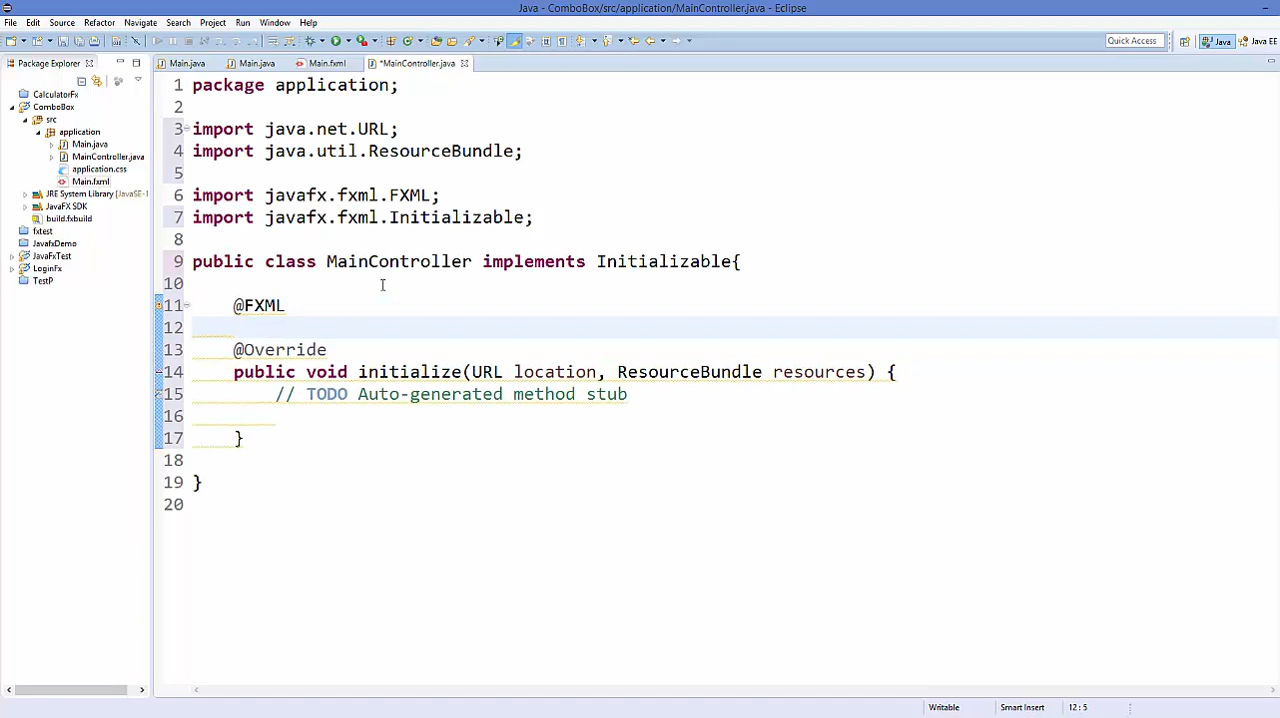 Java - ComboBox/src/application/MainController.java - Eclipse
File Edit Source Refactor Navigate Search Project Run Window Help
Quick Access Java Java EE
Package Explorer
CalculatorFx
ComboBox
src
application
Main.java
MainController.java
application.css
Main.fxml
JRE System Library [JavaSE-1
JavaFX SDK
build.fxbuild
fxtest
JavafxDemo
JavaFxTest
LoginFx
TestP
Main.java Main.java Main.fxml *MainController.java
1 package application;
2
3 import java.net.URL;
4 import java.util.ResourceBundle;
5
6 import javafx.fxml.FXML;
7 import javafx.fxml.Initializable;
8
9 public class MainController implements Initializable{
10
11 @FXML
12
13 @Override
14 public void initialize(URL location, ResourceBundle resources) {
15 // TODO Auto-generated method stub
16
17 }
18
19 }
20
Writable Smart Insert 12 : 5